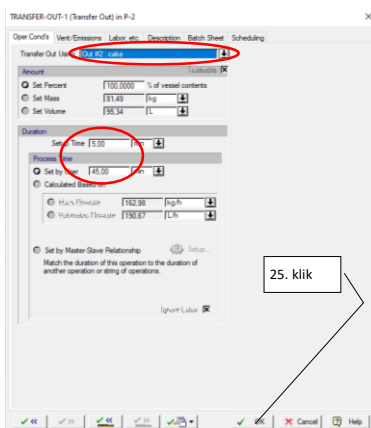 TRANSFER-OUT-1 (Transfer Out) in P-2
Oper.Cond's Vent/Emissions Labor, etc. Description Batch Sheet Scheduling
Transfer Out Using Out #2 cake
Amount Scaleable
Set Percent 100,0000 % of vessel contents
Set Mass 81,49 kg
Set Volume 95,34 L
Duration
Setup Time 5,00 min
Process Time
Set by User 45,00 min
Calculated Based on
Mass Flowrate 162,98 kg/h
Volumetric Flowrate 190,67 L/h
Set by Master-Slave Relationship Setup...
Match the duration of this operation to the duration of
another operation or string of operations.
25. klik
Ignore Labor
OK Cancel Help